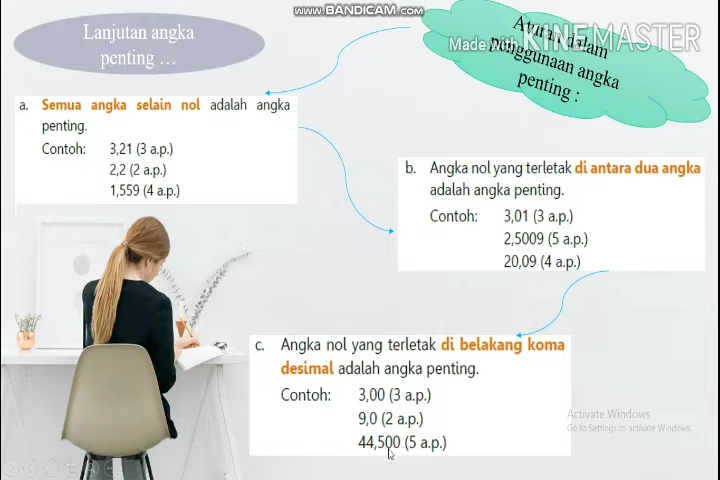 www.BANDICAM.com
Lanjutan angka
penting ...
Made with KINEMASTER
Aturan dalam
penggunaan angka
penting :
a. Semua angka selain nol adalah angka
penting.
Contoh: 3,21 (3 a.p.)
2,2 (2 a.p.)
1,559 (4 a.p.)
b. Angka nol yang terletak di antara dua angka
adalah angka penting.
Contoh: 3,01 (3 a.p.)
2,5009 (5 a.p.)
20,09 (4 a.p.)
c. Angka nol yang terletak di belakang koma
desimal adalah angka penting.
Contoh: 3,00 (3 a.p.)
9,0 (2 a.p.)
44,500 (5 a.p.)
Activate Windows
Go to Settings to activate Windows.